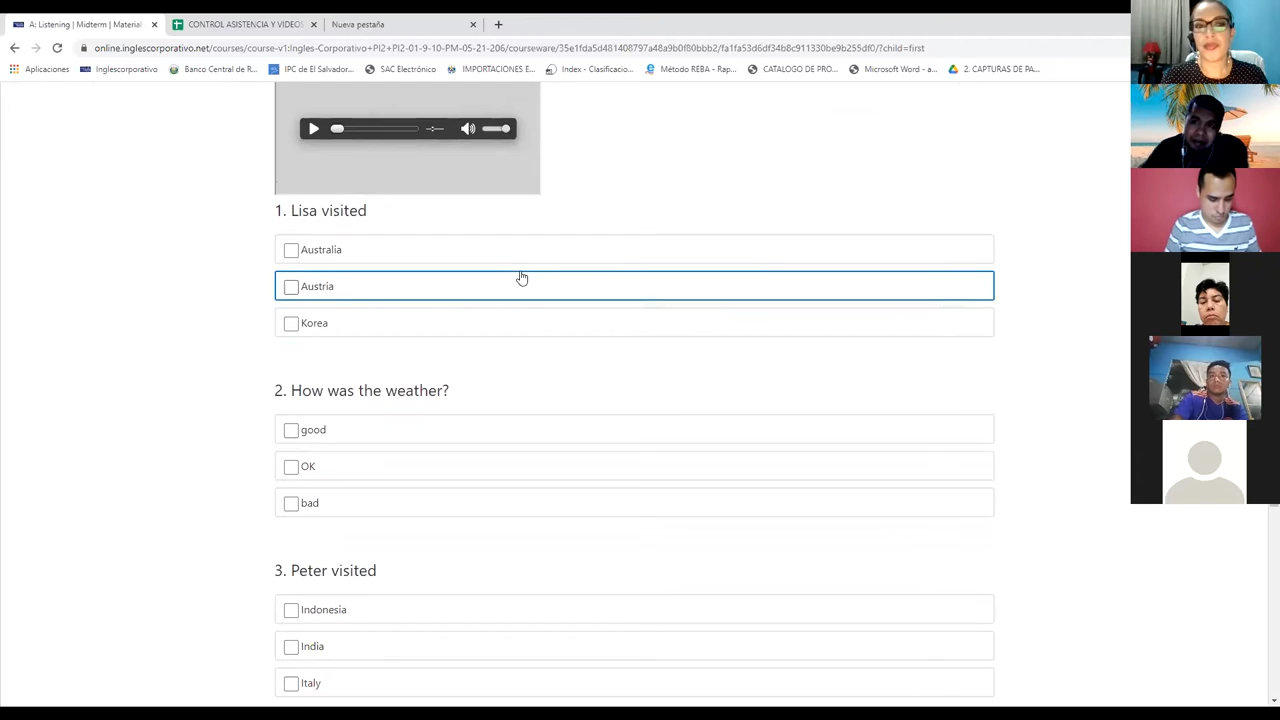 A: Listening | Midterm | Material
CONTROL ASISTENCIA Y VIDEOS
Nueva pestaña
online.inglescorporativo.net/courses/course-v1:Ingles-Corporativo+PI2+PI2-01-9-10-PM-05-21-206/courseware/35e1fda5d481408797a48a9b0f80bbb2/fa1fa53d6df34b8c911330be9b255df0/?child=first
Aplicaciones
Inglescorporativo
Banco Central de R...
IPC de El Salvador...
SAC Electrónico
IMPORTACIONES E...
Index - Clasificacio...
Método REBA - Rap...
CATALOGO DE PRO...
Microsoft Word - a...
2. CAPTURAS DE PA...
1. Lisa visited
Australia
Austria
Korea
2. How was the weather?
good
OK
bad
3. Peter visited
Indonesia
India
Italy